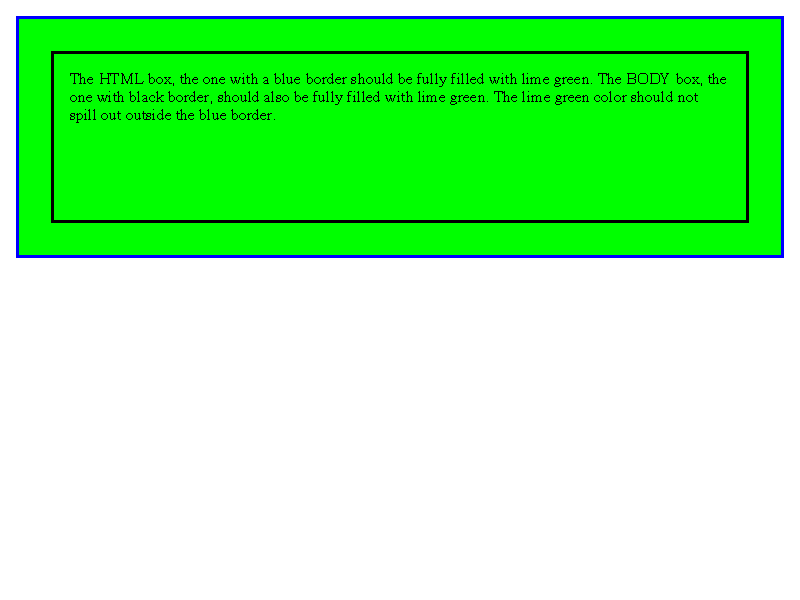 The HTML box, the one with a blue border should be fully filled with lime green. The BODY box, the
one with black border, should also be fully filled with lime green. The lime green color should not
spill out outside the blue border.